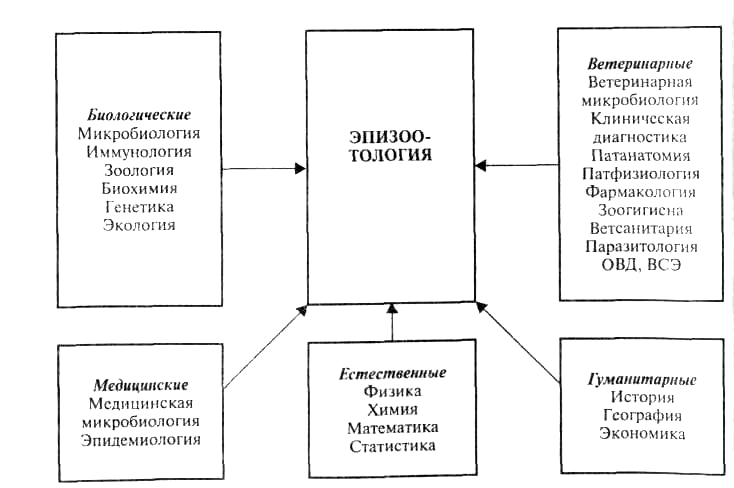 Биологические
Микробиология
Иммунология
Зоология
Биохимия
Генетика
Экология
ЭПИЗОО-
ТОЛОГИЯ
Ветеринарные
Ветеринарная
микробиология
Клиническая
диагностика
Патанатомия
Патфизиология
Фармакология
Зоогигиена
Ветсанитария
Паразитология
ОВД, ВСЭ
Медицинские
Медицинская
микробиология
Эпидемиология
Естественные
Физика
Химия
Математика
Статистика
Гуманитарные
История
География
Экономика